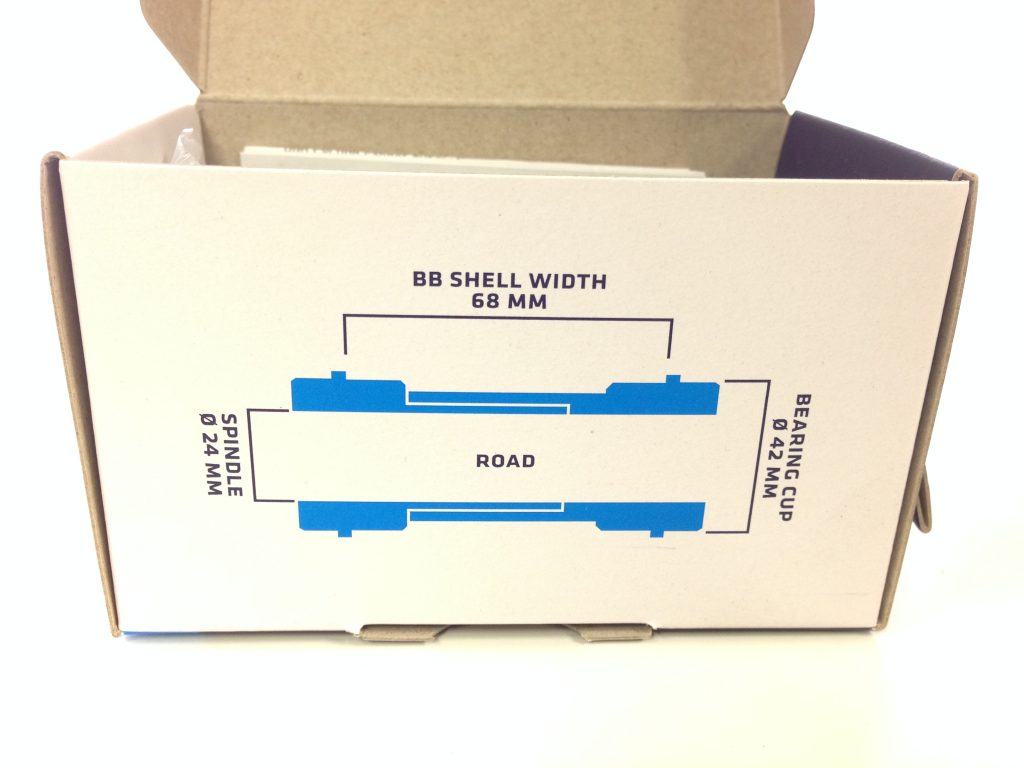 BB SHELL WIDTH
68 MM
SPINDLE
Ø 24 MM
ROAD
BEARING CUP
Ø 42 MM